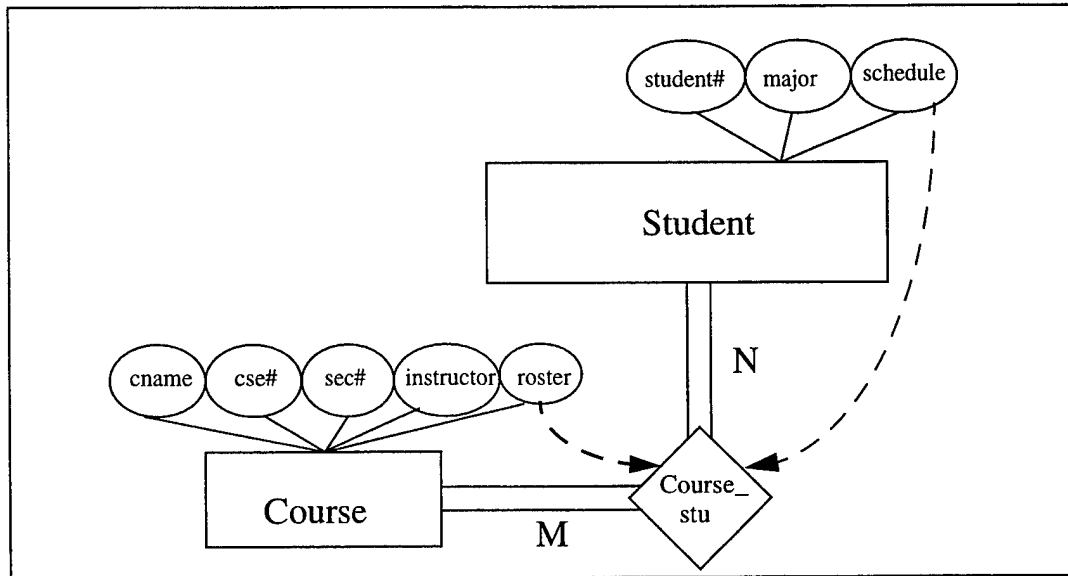 student# major schedule
Student
N
cname cse# sec# instructor roster
Course_
stu
Course
M